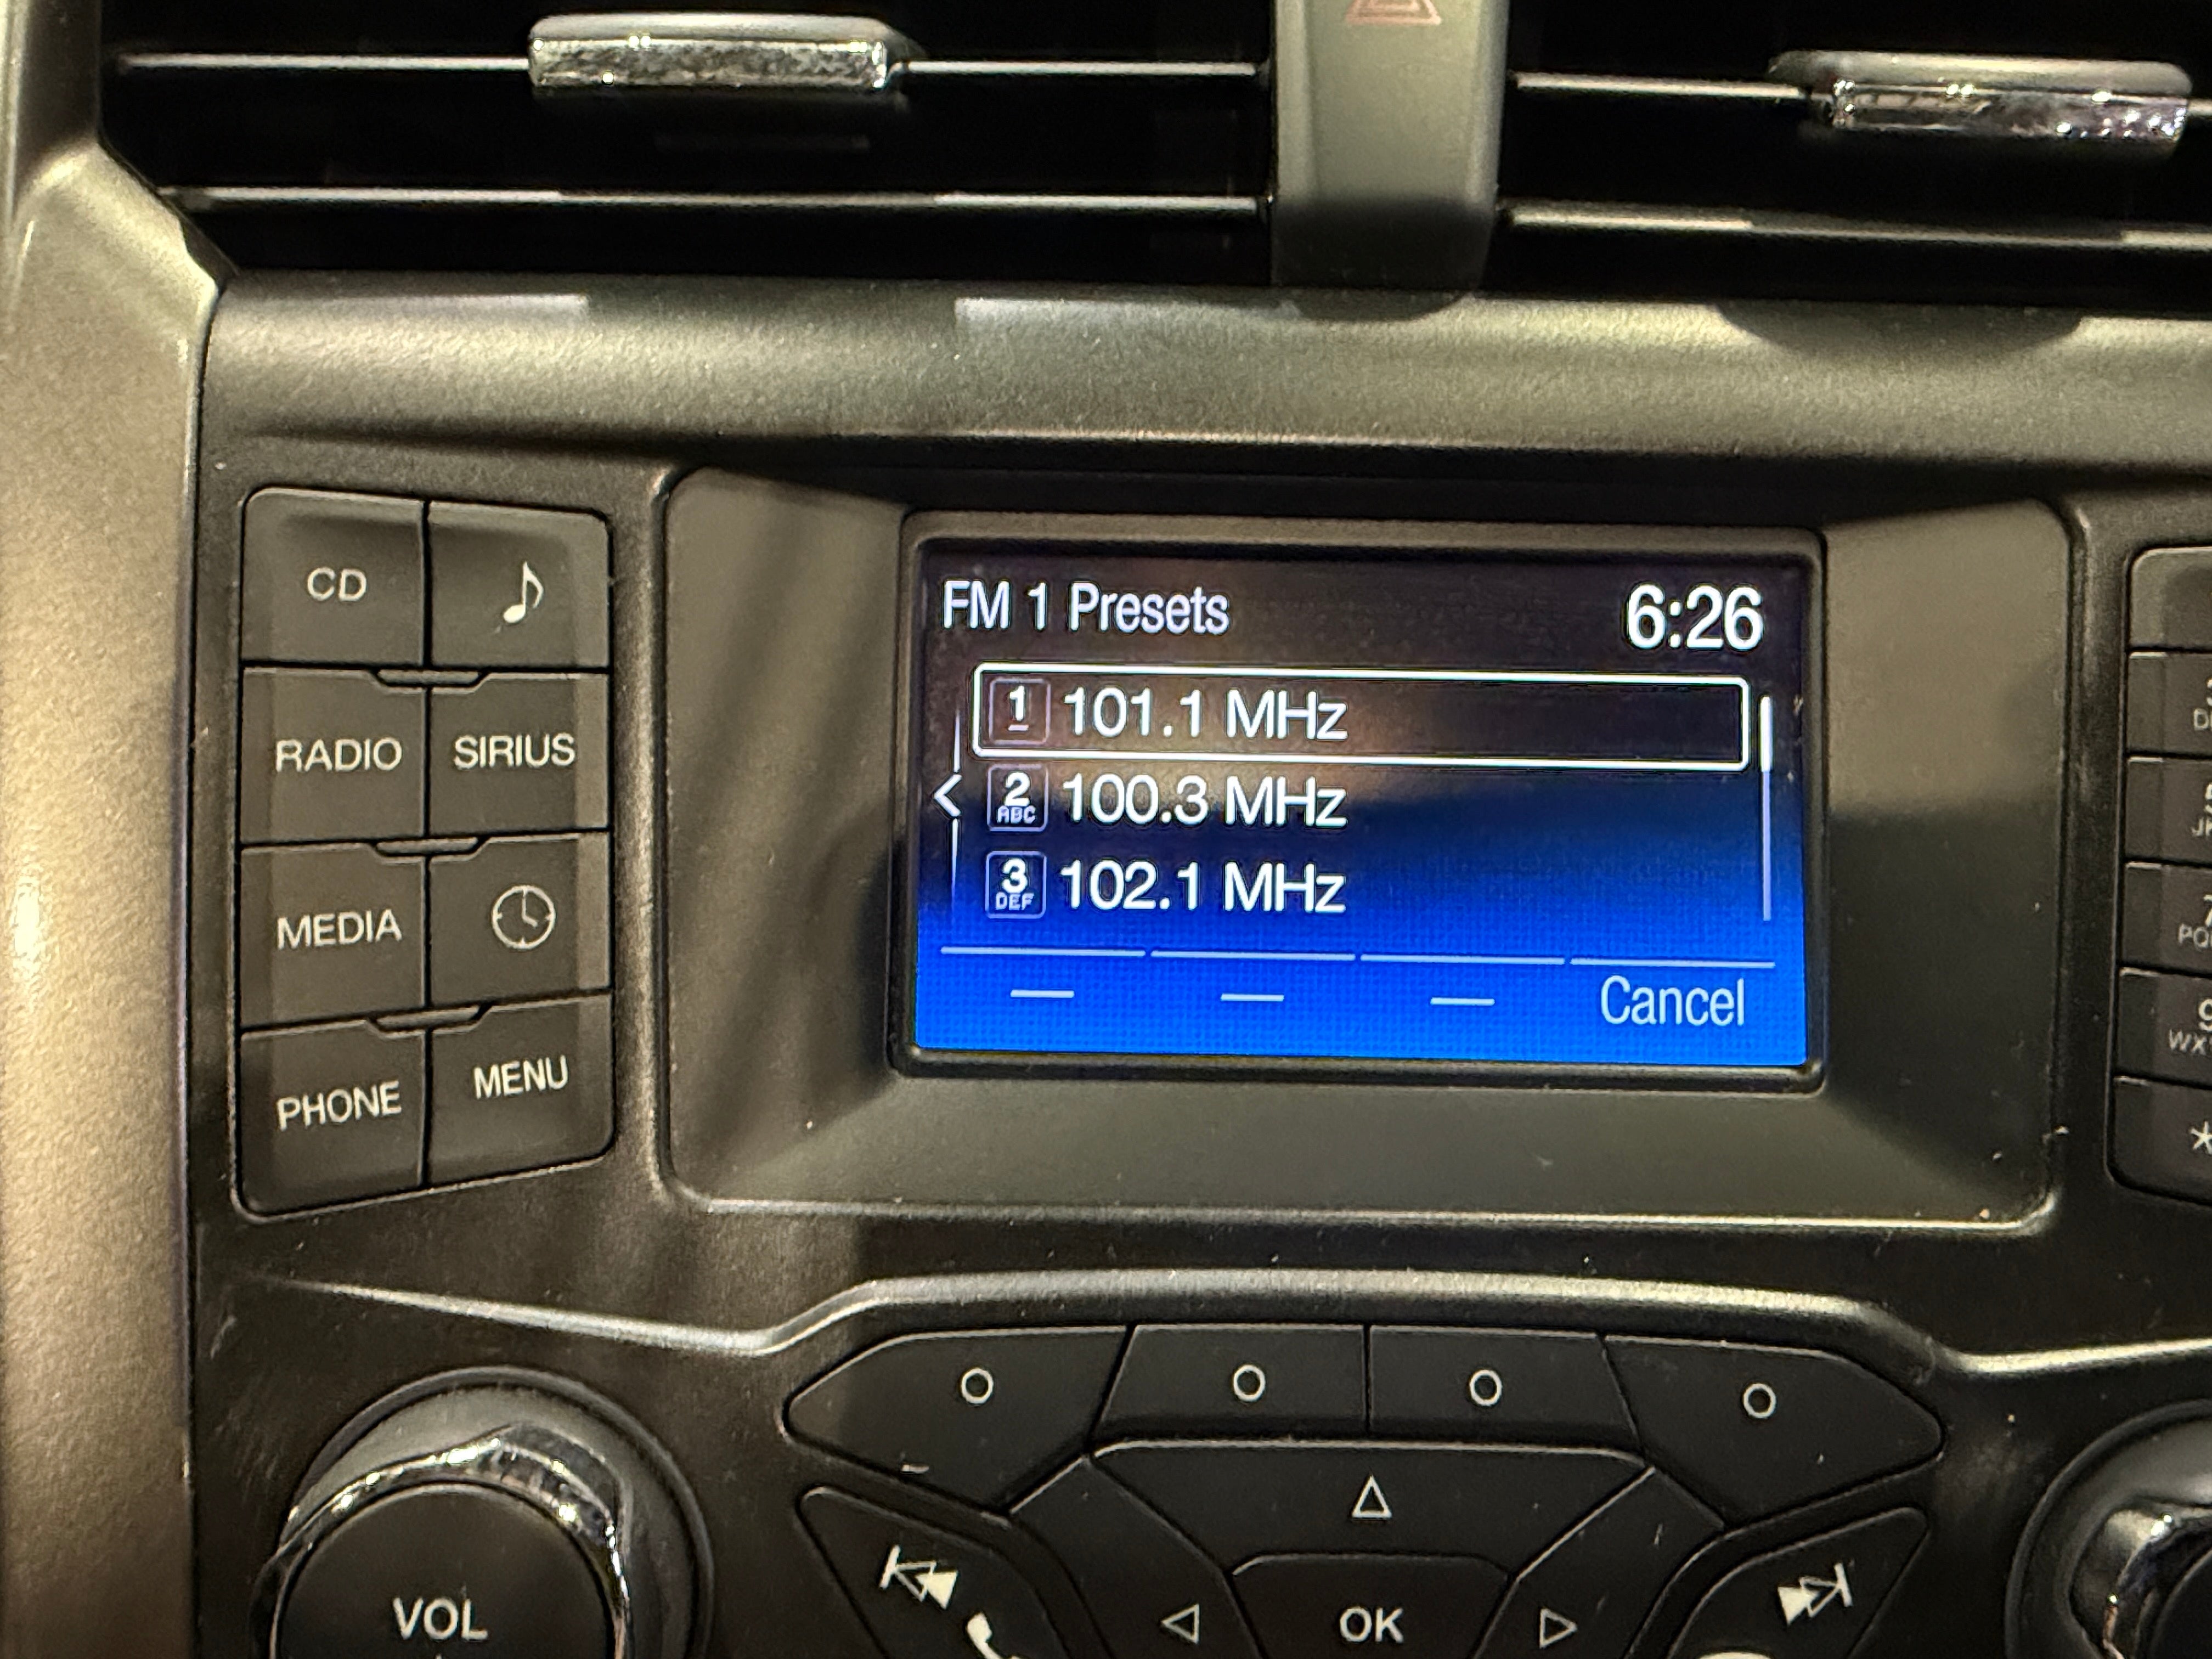 FM 1 Presets 6:26
1 101.1 MHz
2 ABC 100.3 MHz
3 DEF 102.1 MHz
Cancel
CD
RADIO SIRIUS
MEDIA
PHONE MENU
VOL
OK
*